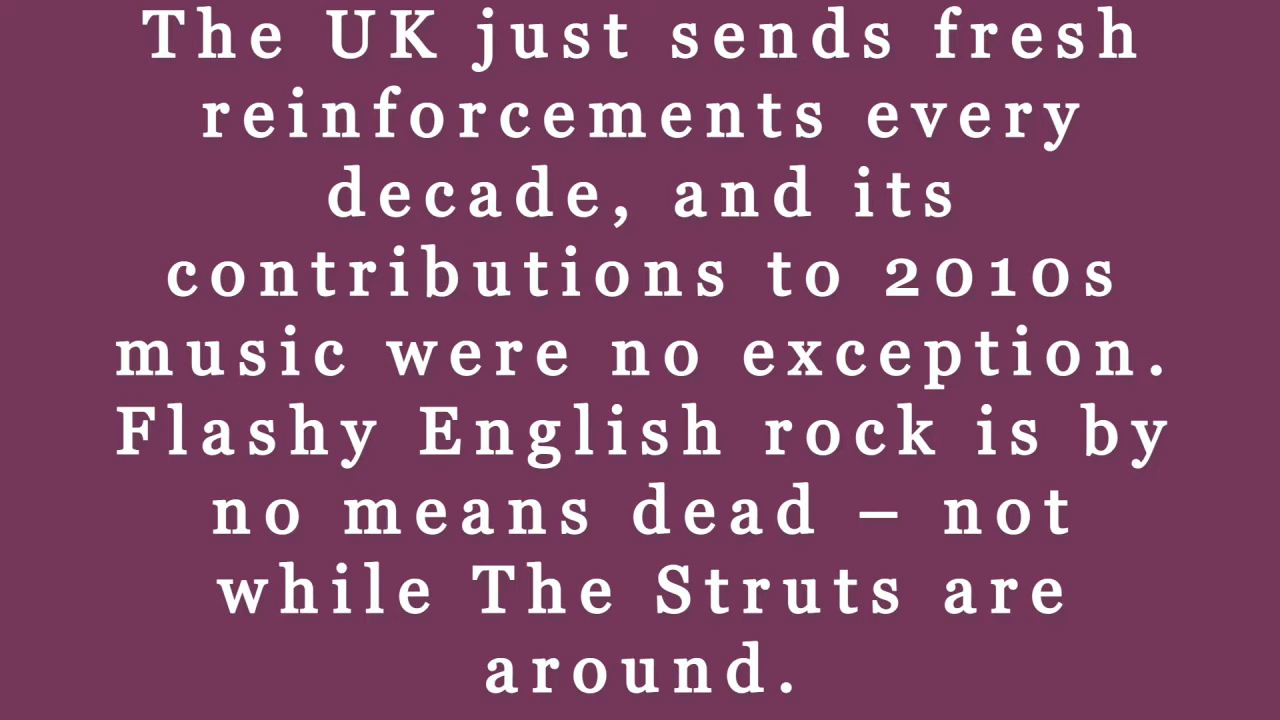 The UK just sends fresh
reinforcements every
decade, and its
contributions to 2010s
music were no exception.
Flashy English rock is by
no means dead – not
while The Struts are
around.